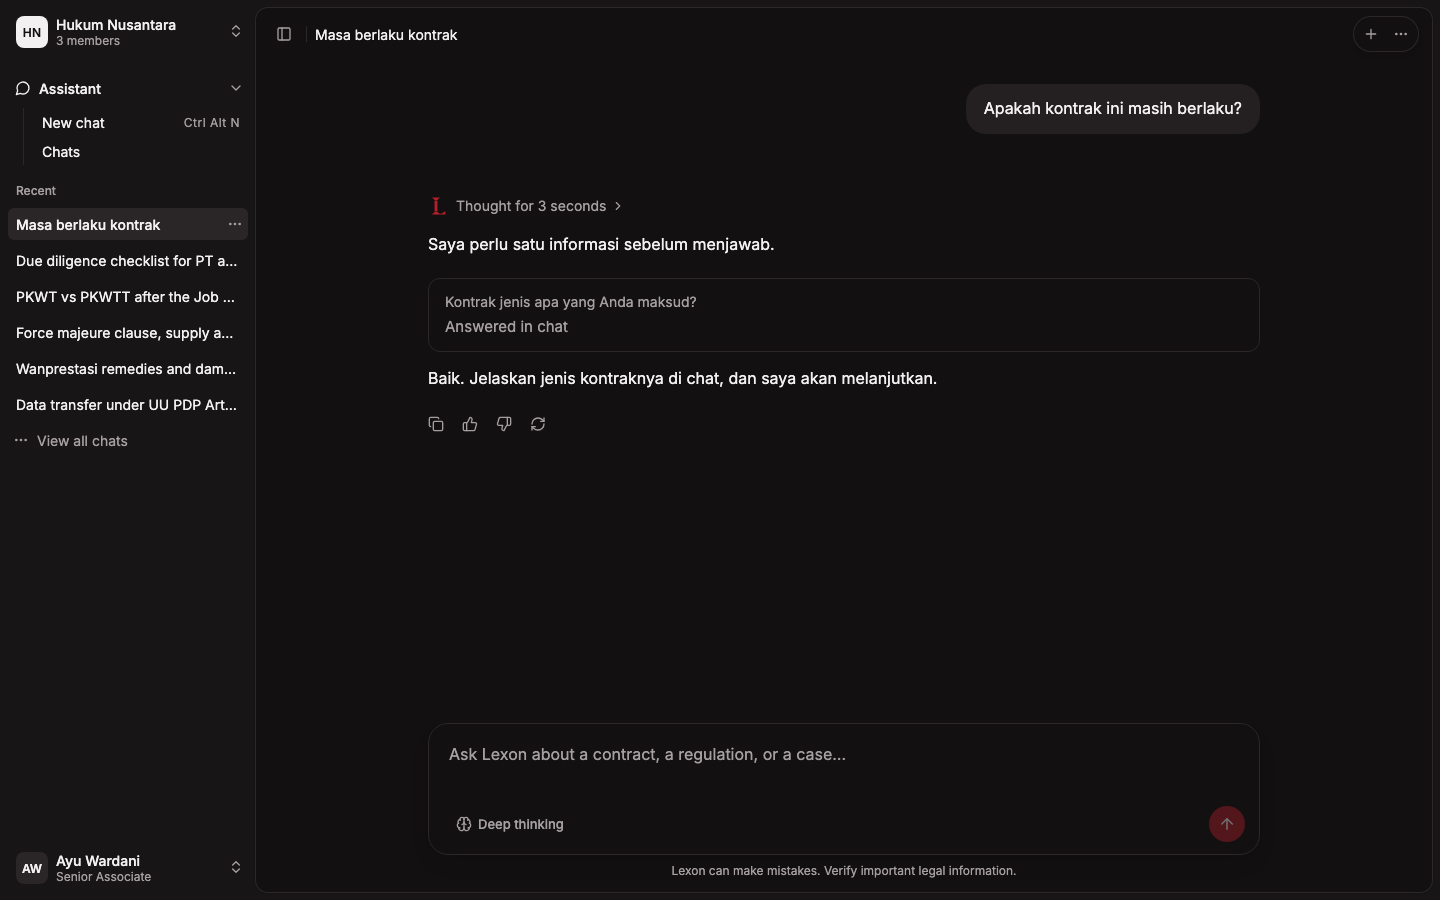 HN
Hukum Nusantara
3 members
Assistant
New chat Ctrl Alt N
Chats
Recent
Masa berlaku kontrak
Due diligence checklist for PT a...
PKWT vs PKWTT after the Job ...
Force majeure clause, supply a...
Wanprestasi remedies and dam...
Data transfer under UU PDP Art...
View all chats
AW
Ayu Wardani
Senior Associate
Masa berlaku kontrak
Apakah kontrak ini masih berlaku?
L Thought for 3 seconds
Saya perlu satu informasi sebelum menjawab.
Kontrak jenis apa yang Anda maksud?
Answered in chat
Baik. Jelaskan jenis kontraknya di chat, dan saya akan melanjutkan.
Ask Lexon about a contract, a regulation, or a case...
Deep thinking
Lexon can make mistakes. Verify important legal information.